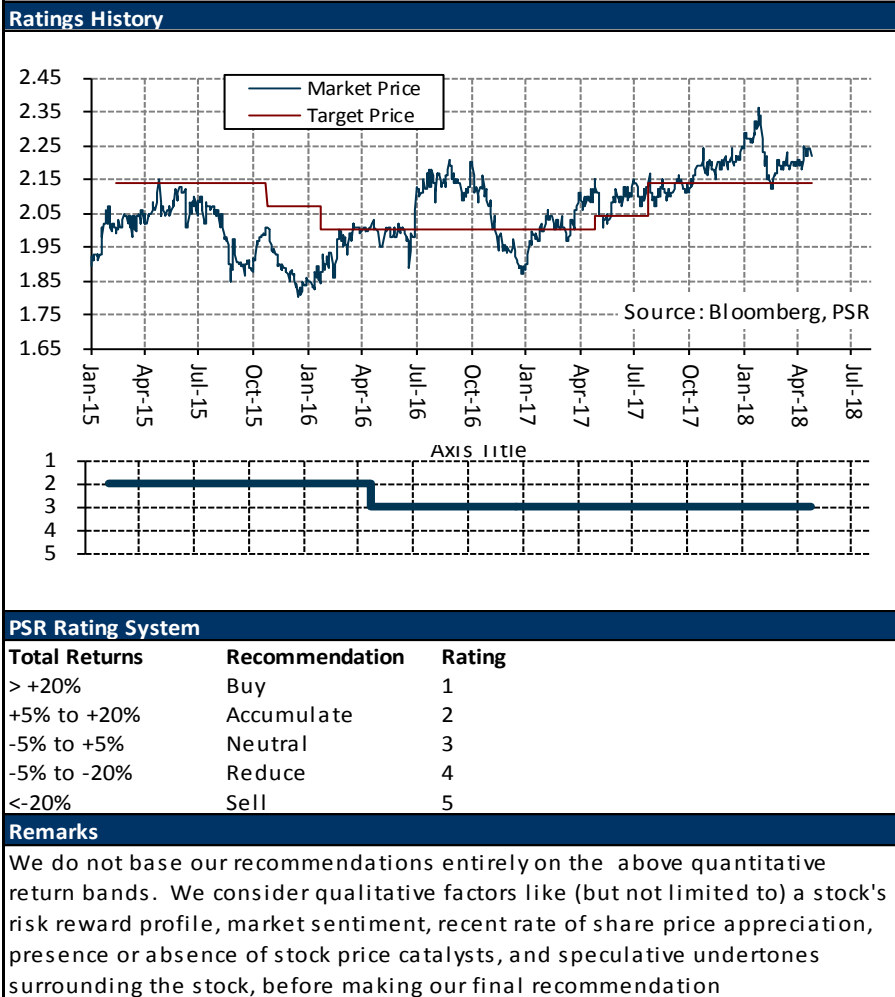 Ratings History
2.45
2.35
2.25
2.15
2.05
1.95
1.85
1.75
1.65
Market Price
Target Price
Source: Bloomberg, PSR
Jan-15
Apr-15
Jul-15
Oct-15
Jan-16
Apr-16
Jul-16
Oct-16
Jan-17
Apr-17
Jul-17
Oct-17
Jan-18
Apr-18
Jul-18
Axis Title
1
2
3
4
5
PSR Rating System
Total Returns Recommendation Rating
> +20% Buy 1
+5% to +20% Accumulate 2
-5% to +5% Neutral 3
-5% to -20% Reduce 4
<-20% Sell 5
Remarks
We do not base our recommendations entirely on the above quantitative
return bands. We consider qualitative factors like (but not limited to) a stock's
risk reward profile, market sentiment, recent rate of share price appreciation,
presence or absence of stock price catalysts, and speculative undertones
surrounding the stock, before making our final recommendation